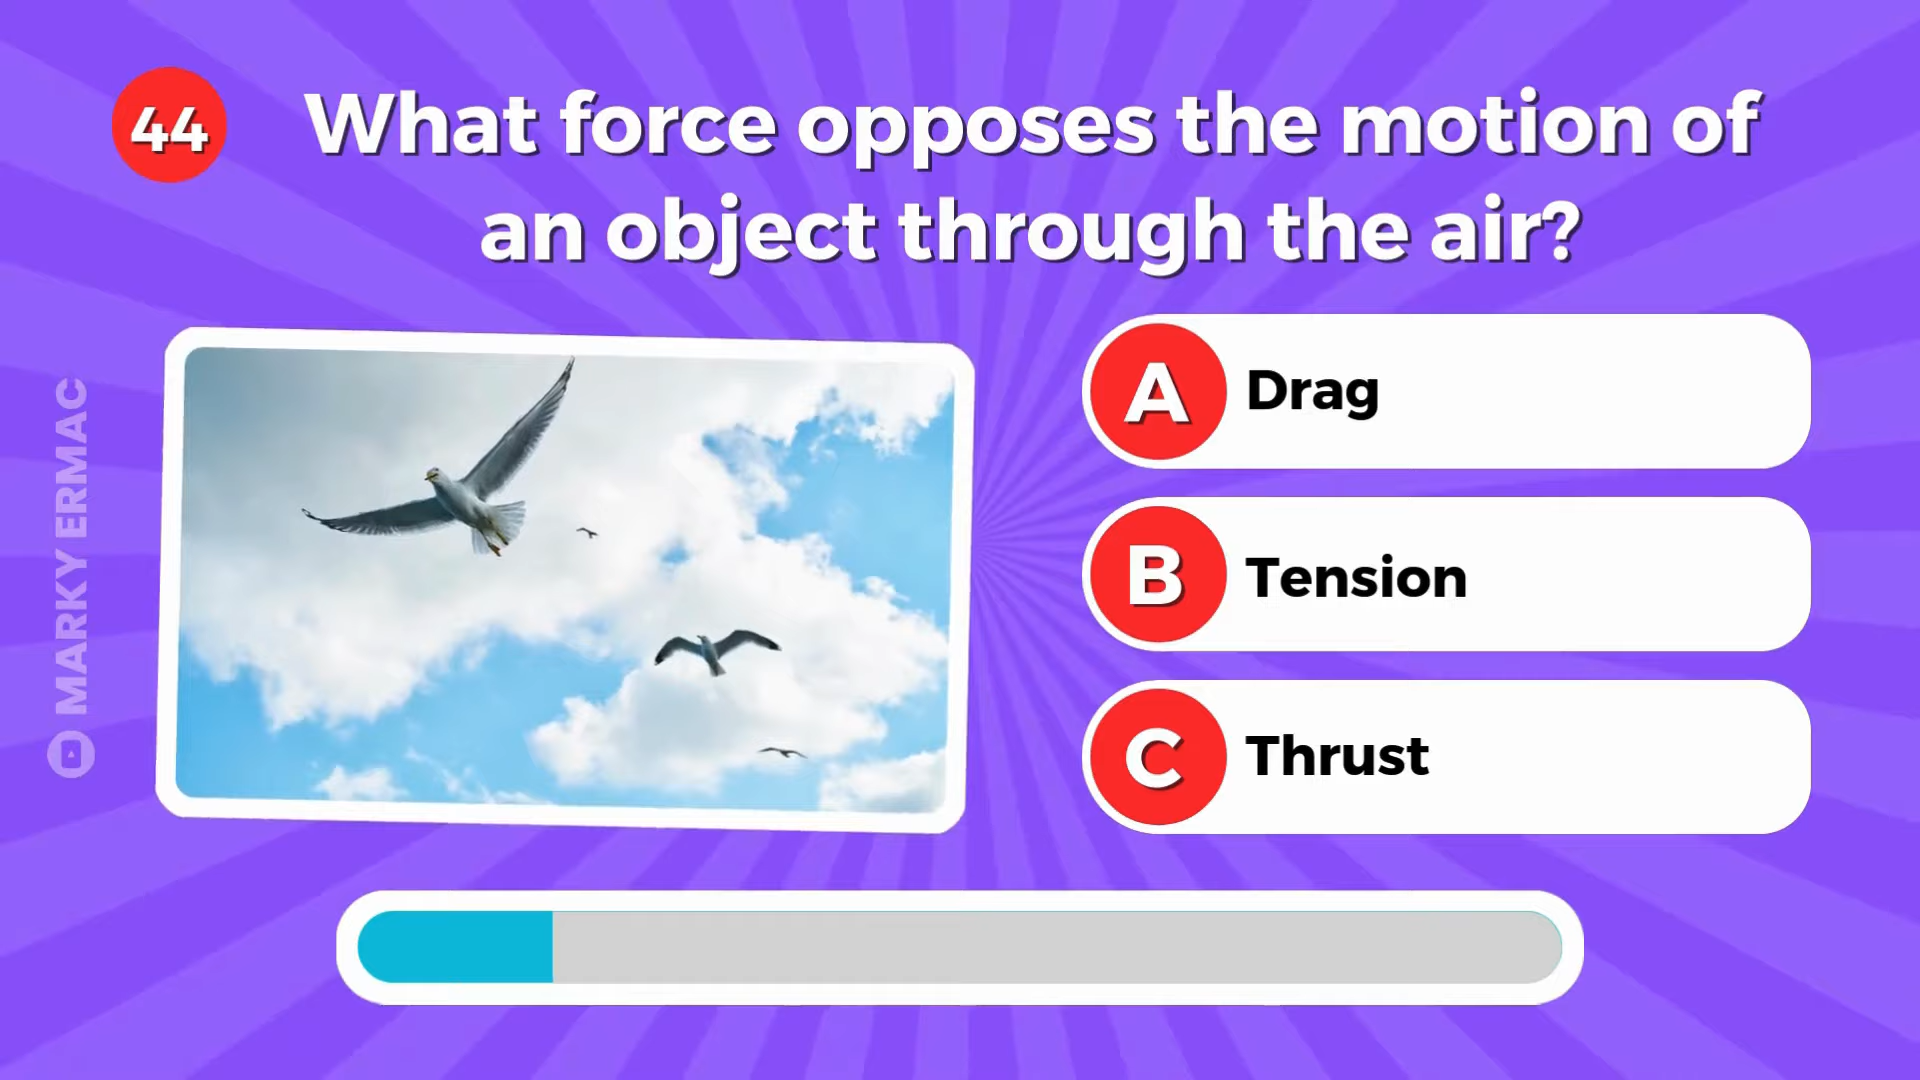 44
What force opposes the motion of
an object through the air?
A Drag
B Tension
C Thrust
MARKY ERMAC